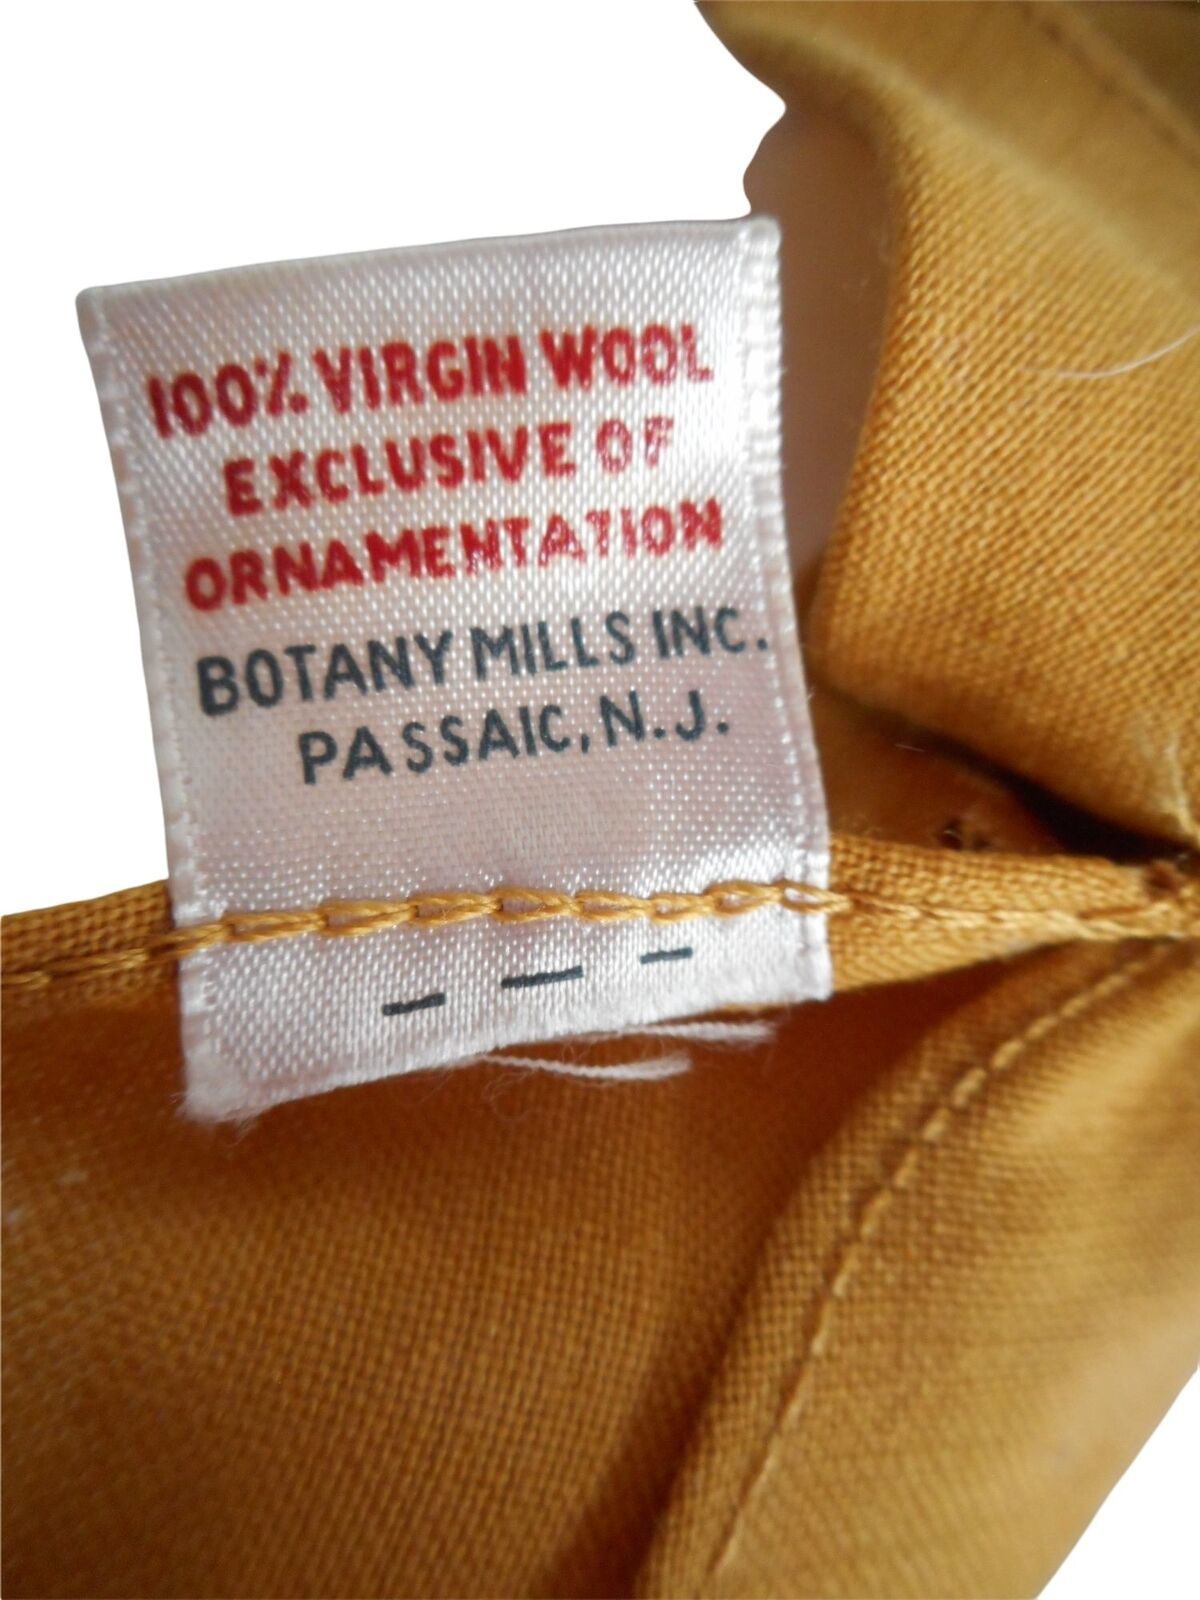 100% VIRGIN WOOL
EXCLUSIVE OF
ORNAMENTATION
BOTANY MILLS INC.
PASSAIC, N.J.